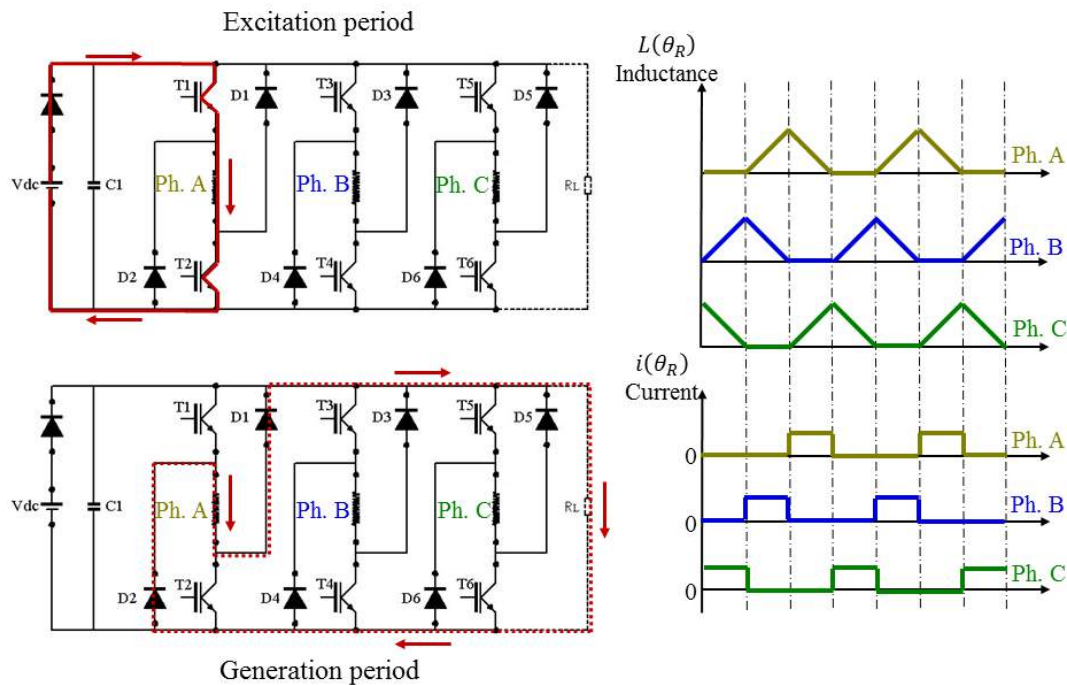 Excitation period
T1
D1
T3
D3
T5
D5
Vdc
C1
Ph. A
Ph. B
Ph. C
RL
D2
T2
D4
T4
D6
T6
T1
D1
T3
D3
T5
D5
Vdc
C1
Ph. A
Ph. B
Ph. C
RL
D2
T2
D4
T4
D6
T6
Generation period
L(θ_R)
Inductance
Ph. A
Ph. B
Ph. C
i(θ_R)
Current
0
Ph. A
0
Ph. B
0
Ph. C